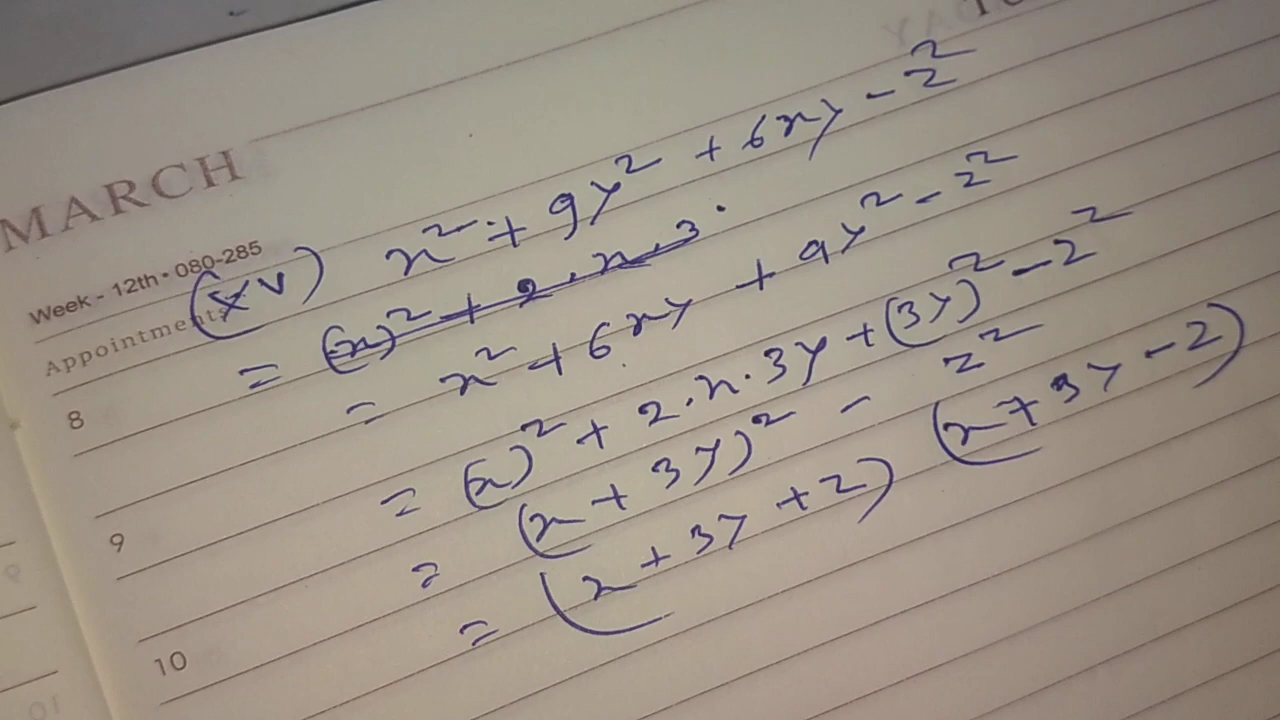 MARCH
Week - 12th • 080-285
Appointments
(xv) x² + 9y² + 6xy - z²
= (x)² + 2 . x . 3 .
= x² + 6xy + 9y² - z²
8
= (x)² + 2 . x . 3y + (3y)² - z²
= (x + 3y)² - z²
9
= (x + 3y + z) (x + 3y - z)
10